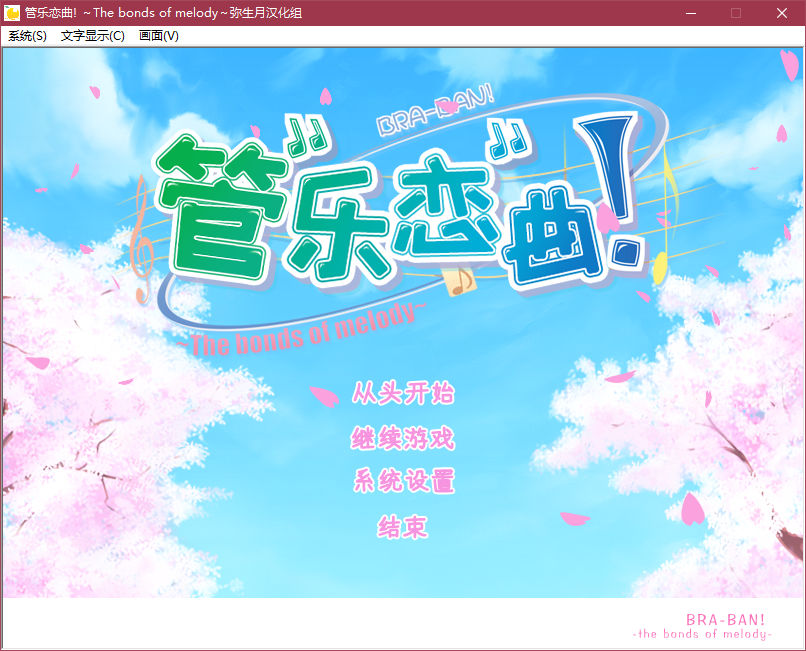 管乐恋曲! ~The bonds of melody~弥生月汉化组
系统(S) 文字显示(C) 画面(V)
BRA-BAN!
管乐恋曲!
~The bonds of melody~
从头开始
继续游戏
系统设置
结束
BRA-BAN!
-the bonds of melody-